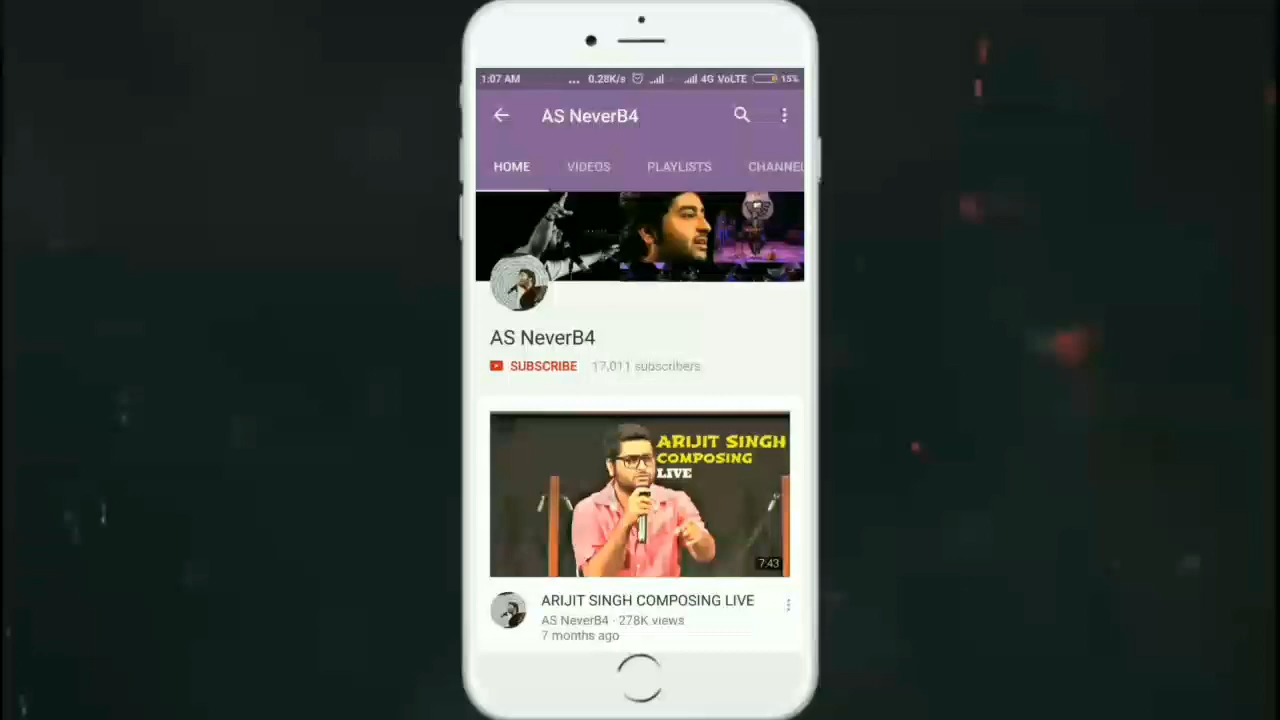 1:07 AM ... 0.28K/s 4G VoLTE 15%
AS NeverB4
HOME VIDEOS PLAYLISTS CHANNEL
AS NeverB4
SUBSCRIBE 17,011 subscribers
ARIJIT SINGH
COMPOSING
LIVE
7:43
ARIJIT SINGH COMPOSING LIVE
AS NeverB4 · 278K views
7 months ago